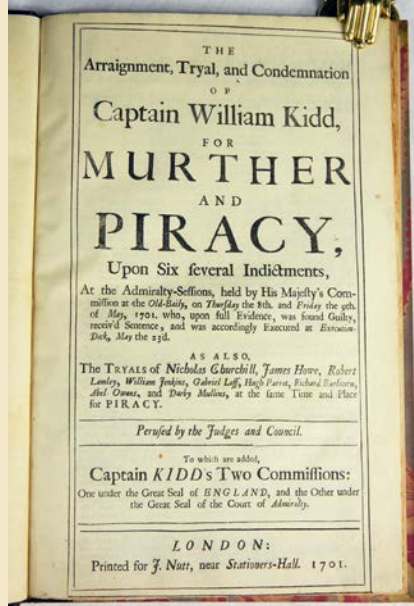 THE
Arraignment, Tryal, and Condemnation
OF
Captain William Kidd,
FOR
MURTHER
AND
PIRACY,
Upon Six ſeveral Indictments,
At the Admiralty-Seſſions, held by His Majeſty's Com-
miſſion at the Old-Baily, on Thurſday the 8th. and Friday the 9th.
of May, 1701. who, upon full Evidence, was found Guilty,
receiv'd Sentence, and was accordingly Executed at Execution-
Dock, May the 23d.
AS ALSO,
The TRYALS of Nicholas Churchill, James Howe, Robert
Lamley, William Jenkins, Gabriel Loff, Hugh Parrot, Richard Barlicorn,
Abel Owens, and Darby Mullins, at the ſame Time and Place
for PIRACY.
Peruſed by the Judges and Council.
To which are added,
Captain KIDD's Two Commiſſions:
One under the Great Seal of ENGLAND, and the Other under
the Great Seal of the Court of Admiralty.
LONDON:
Printed for J. Nutt, near Stationers-Hall. 1701.